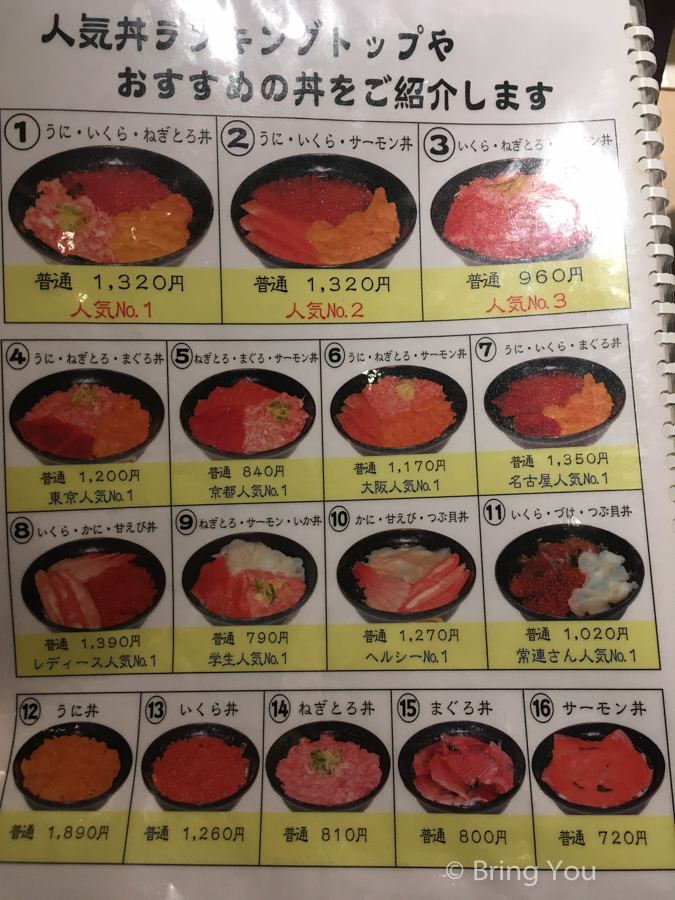 人気丼ランキングトップや
おすすめの丼をご紹介します
① うに・いくら・ねぎとろ丼
普通 1,320円
人気No.1
② うに・いくら・サーモン丼
普通 1,320円
人気No.2
③ いくら・ねぎとろ・ ーモン丼
普通 960円
人気No.3
④ うに・ねぎとろ・まぐろ丼
普通 1,200円
東京人気No.1
⑤ ねぎとろ・まぐろ・サーモン丼
普通 840円
京都人気No.1
⑥ うに・ねぎとろ・サーモン丼
普通 1,170円
大阪人気No.1
⑦ うに・いくら・まぐろ丼
普通 1,350円
名古屋人気No.1
⑧ いくら・かに・甘えび丼
普通 1,390円
レディース人気No.1
⑨ ねぎとろ・サーモン・いか丼
普通 790円
学生人気No.1
⑩ かに・甘えび・つぶ貝丼
普通 1,270円
ヘルシーNo.1
⑪ いくら・づけ・つぶ貝丼
普通 1,020円
常連さん人気No.1
⑫ うに丼
普通 1,890円
⑬ いくら丼
普通 1,260円
⑭ ねぎとろ丼
普通 810円
⑮ まぐろ丼
普通 800円
⑯ サーモン丼
普通 720円
© Bring You